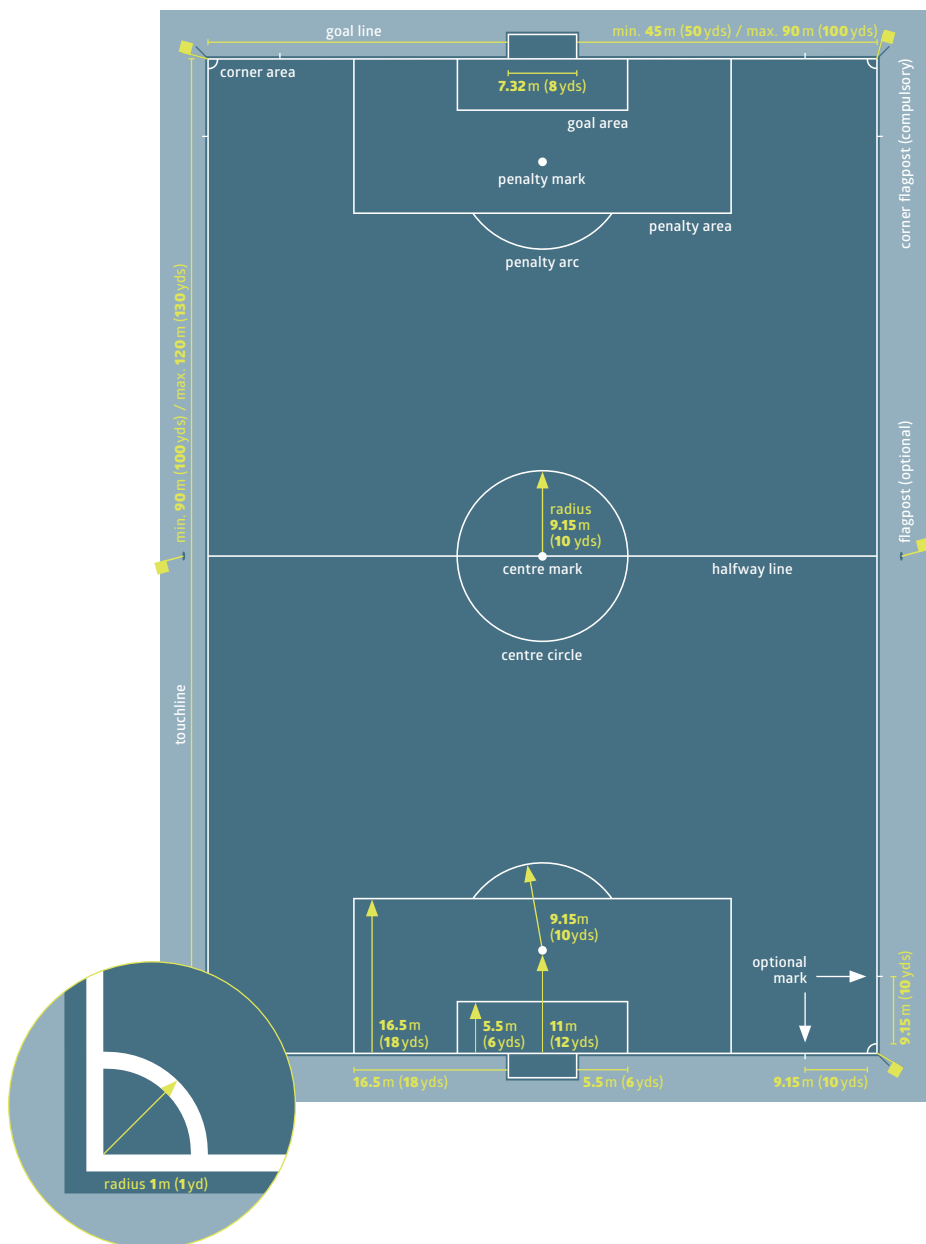 goal line
min. 45 m (50 yds) / max. 90 m (100 yds)
corner area
7.32 m (8 yds)
goal area
corner flagpost (compulsory)
penalty mark
penalty area
penalty arc
min. 90 m (100 yds) / max. 120 m (130 yds)
flagpost (optional)
radius
9.15 m
(10 yds)
centre mark
halfway line
centre circle
touchline
9.15 m
(10 yds)
optional
mark
9.15 m (10 yds)
16.5 m
(18 yds)
5.5 m
(6 yds)
11 m
(12 yds)
16.5 m (18 yds)
5.5 m (6 yds)
9.15 m (10 yds)
radius 1 m (1 yd)